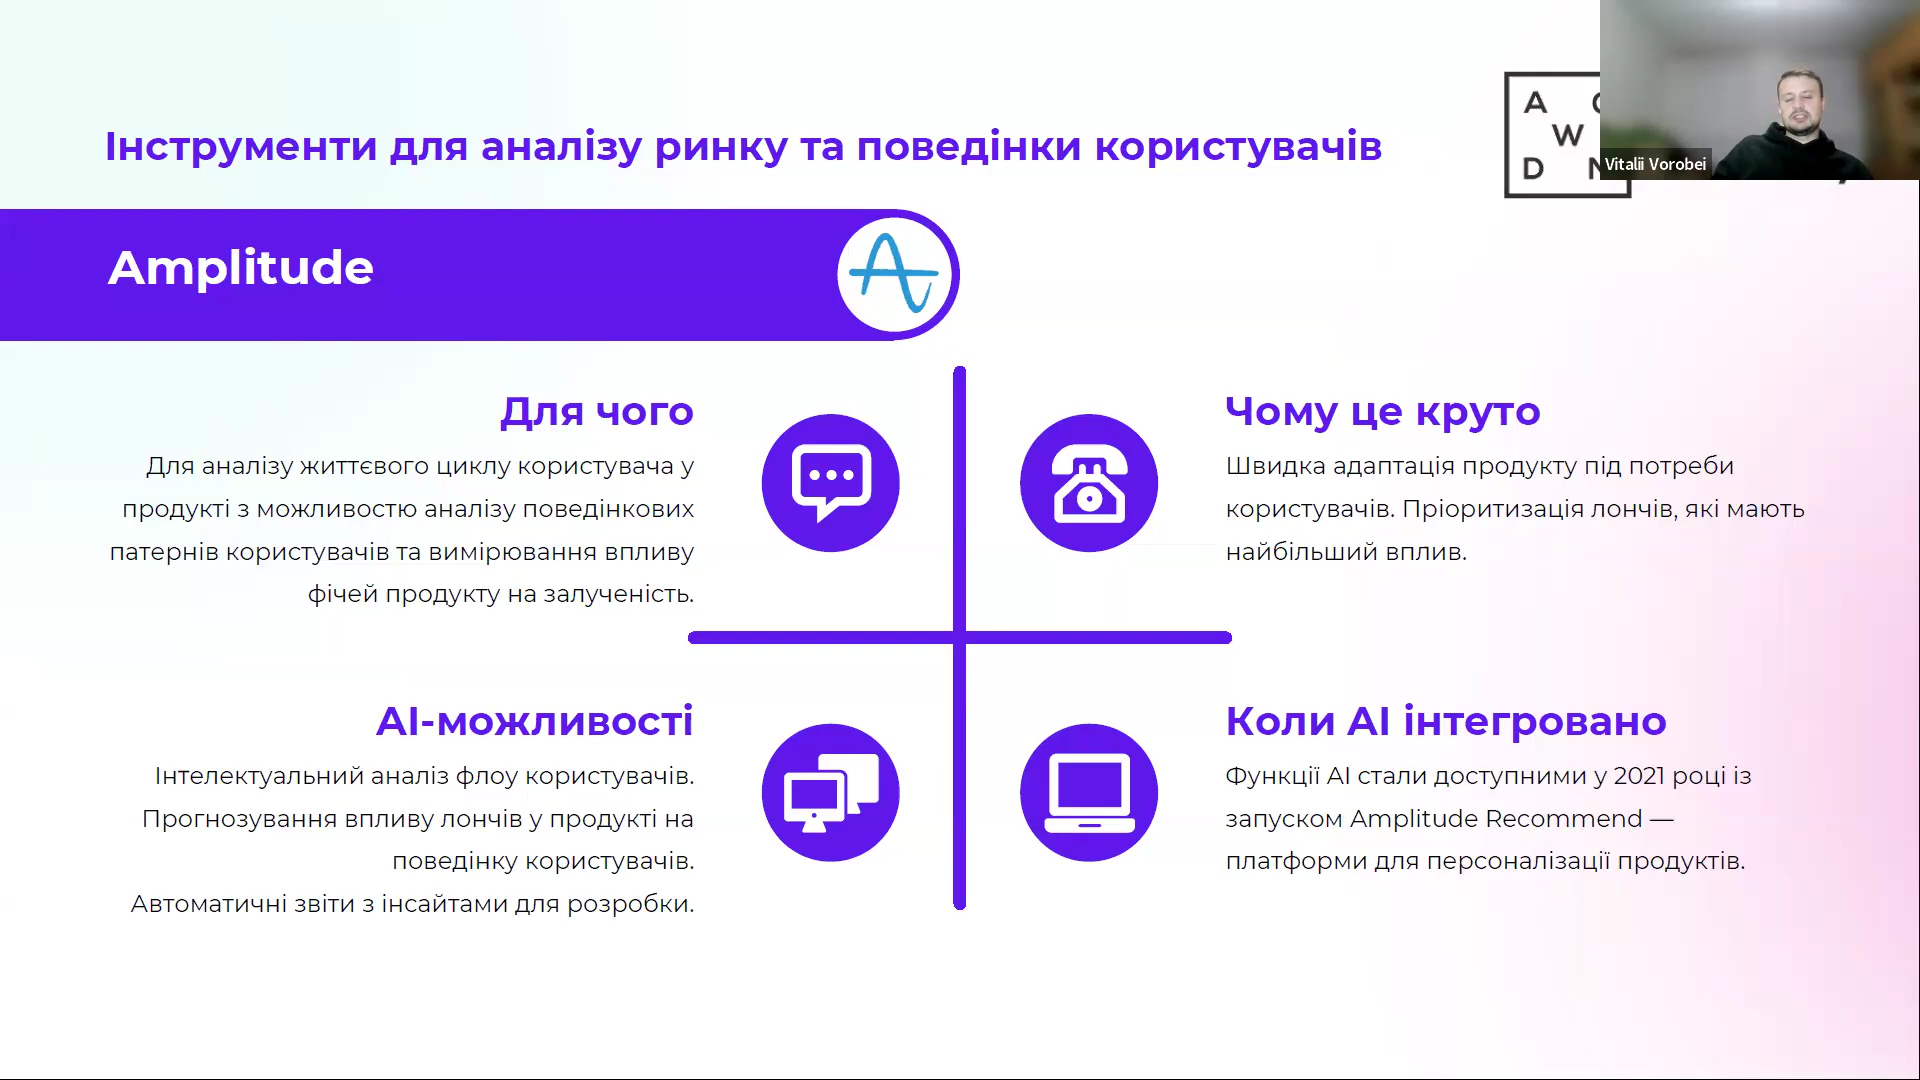 Інструменти для аналізу ринку та поведінки користувачів
A
W
D
Vitalii Vorobei
Amplitude
Для чого
Для аналізу життєвого циклу користувача у
продукті з можливостю аналізу поведінкових
патернів користувачів та вимірювання впливу
фічей продукту на залученість.
Чому це круто
Швидка адаптація продукту під потреби
користувачів. Пріоритизація лончів, які мають
найбільший вплив.
АІ-можливості
Інтелектуальний аналіз флоу користувачів.
Прогнозування впливу лончів у продукті на
поведінку користувачів.
Автоматичні звіти з інсайтами для розробки.
Коли АІ інтегровано
Функції АІ стали доступними у 2021 році із
запуском Amplitude Recommend —
платформи для персоналізації продуктів.